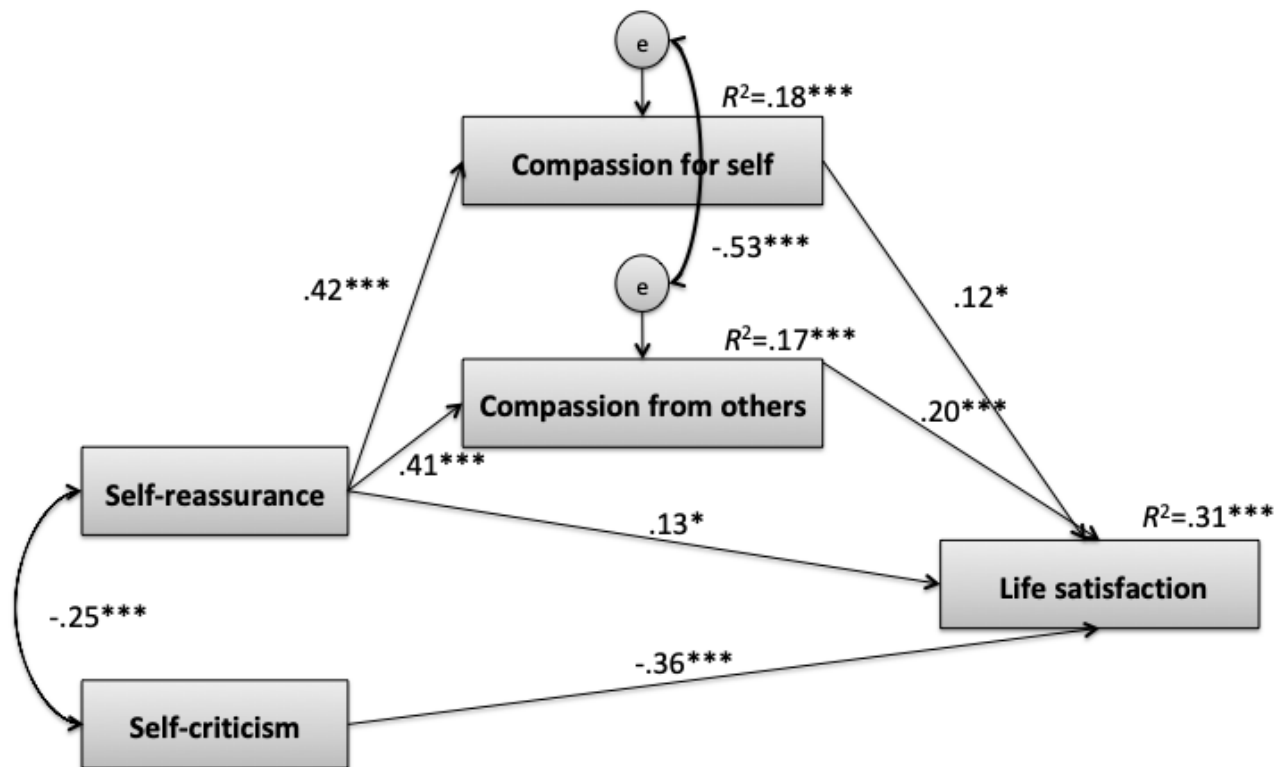 e
R²=.18***
Compassion for self
-.53***
e
.42***
.12*
R²=.17***
Compassion from others
.20***
.41***
Self-reassurance
.13*
R²=.31***
Life satisfaction
-.25***
-.36***
Self-criticism